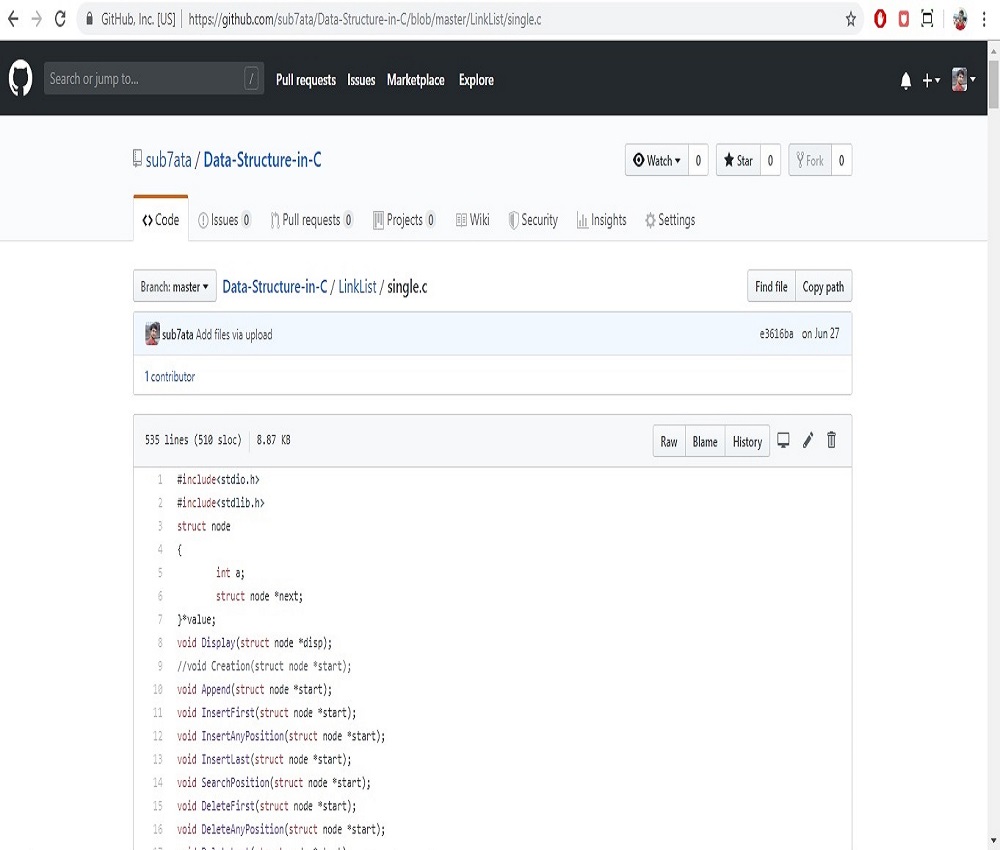 GitHub, Inc. [US] | https://github.com/sub7ata/Data-Structure-in-C/blob/master/LinkList/single.c
Search or jump to... / Pull requests Issues Marketplace Explore
sub7ata / Data-Structure-in-C Watch 0 Star 0 Fork 0
Code Issues 0 Pull requests 0 Projects 0 Wiki Security Insights Settings
Branch: master Data-Structure-in-C / LinkList / single.c Find file Copy path
sub7ata Add files via upload e3616ba on Jun 27
1 contributor
535 lines (510 sloc) 8.87 KB Raw Blame History
1 #include<stdio.h>
2 #include<stdlib.h>
3 struct node
4 {
5 int a;
6 struct node *next;
7 }*value;
8 void Display(struct node *disp);
9 //void Creation(struct node *start);
10 void Append(struct node *start);
11 void InsertFirst(struct node *start);
12 void InsertAnyPosition(struct node *start);
13 void InsertLast(struct node *start);
14 void SearchPosition(struct node *start);
15 void DeleteFirst(struct node *start);
16 void DeleteAnyPosition(struct node *start);